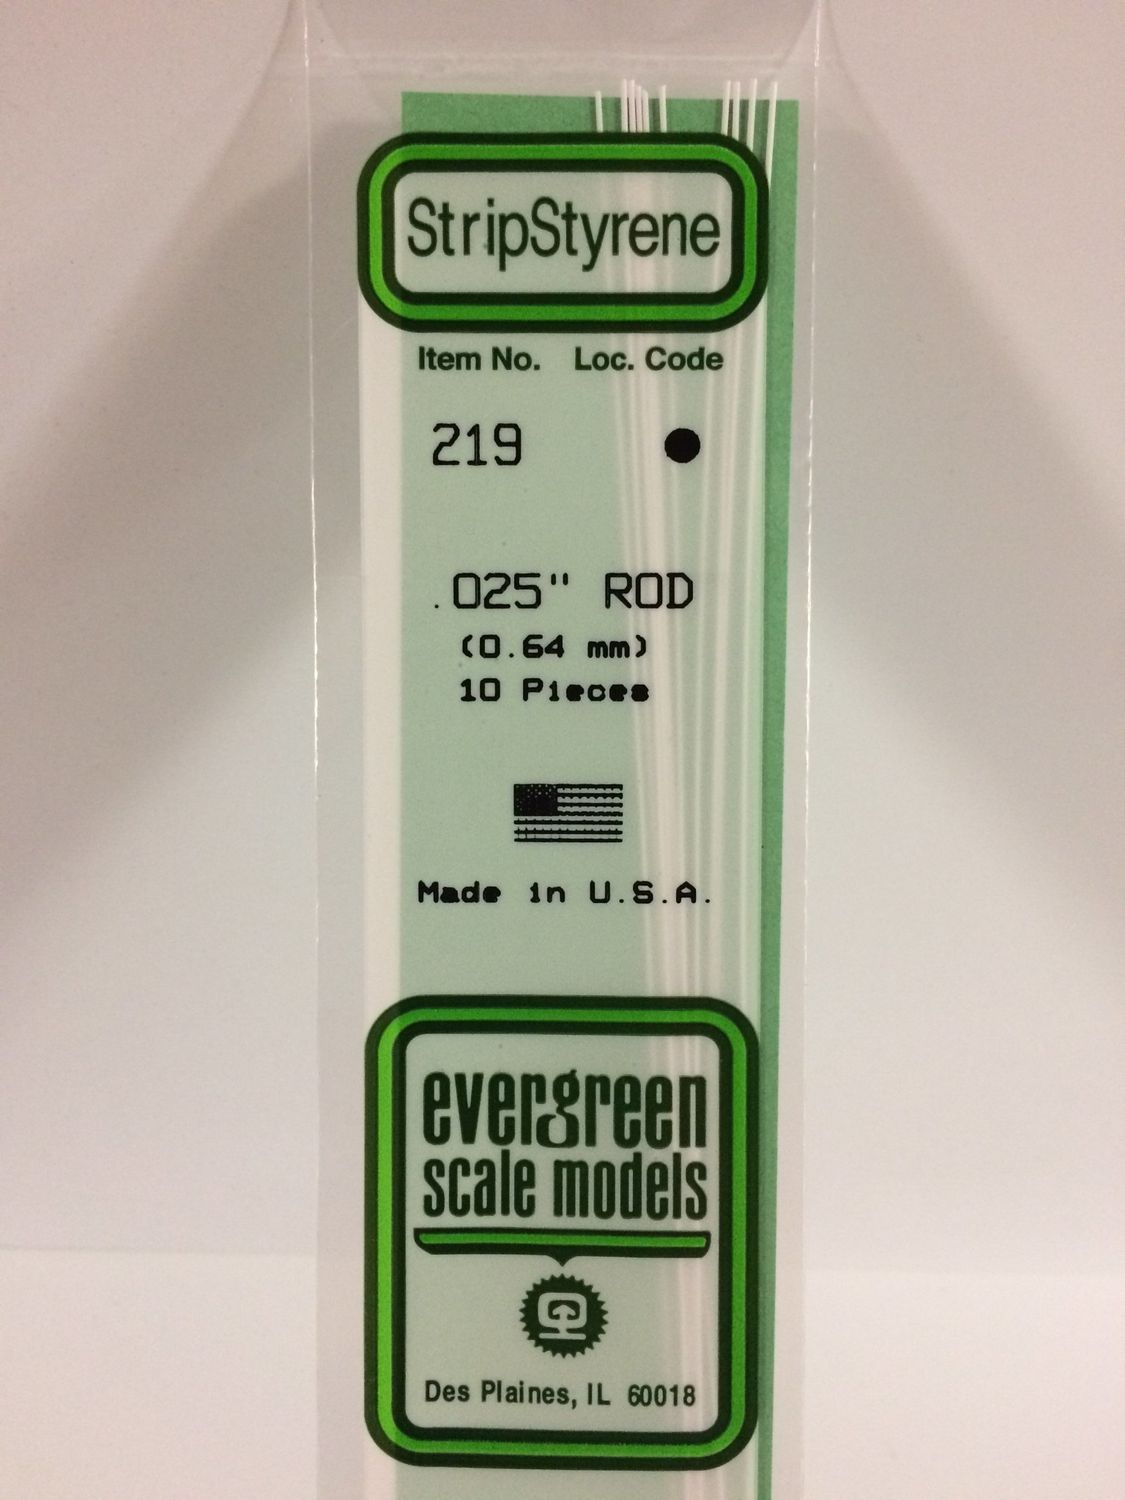 StripStyrene
Item No. Loc. Code
219 ●
.025" ROD
(0.64 mm)
10 Pieces
Made in U.S.A.
evergreen
scale models
Des Plaines, IL 60018